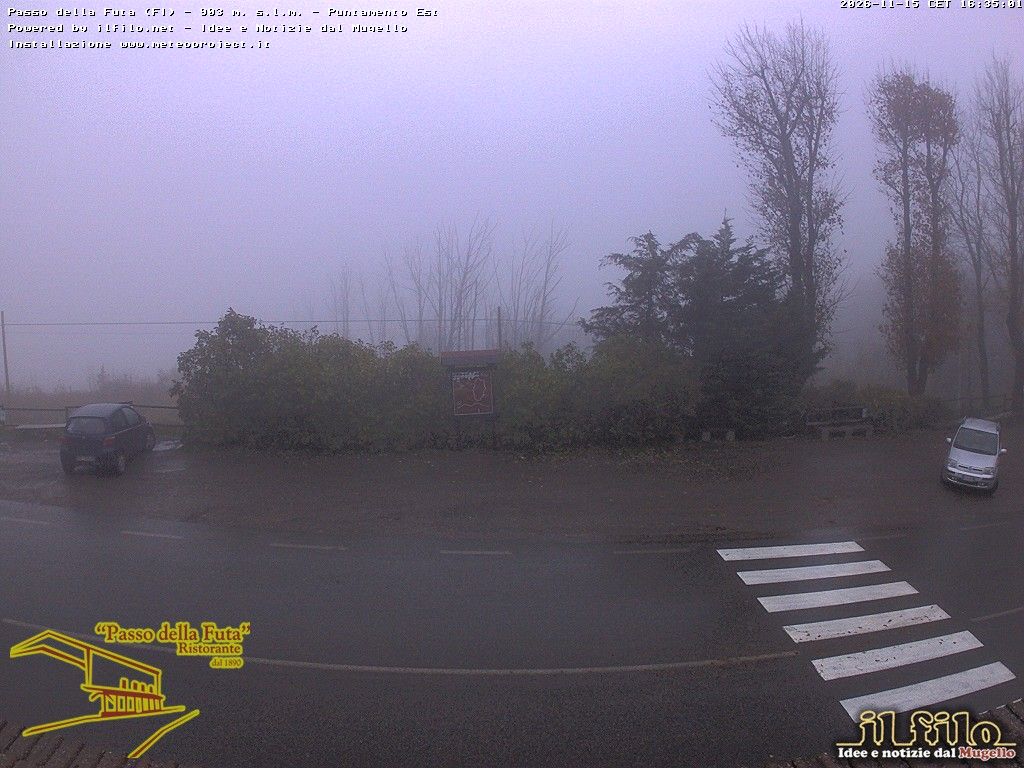 Passo della Futa (FI) - 903 m. s.l.m. - Puntamento Est
2026-11-15 CET 16:35:01
Powered by ilfilo.net - Idee e Notizie dal Mugello
Installazione www.meteoproject.it
"Passo della Futa"
Ristorante
dal 1890
ilfilo
Idee e notizie dal Mugello